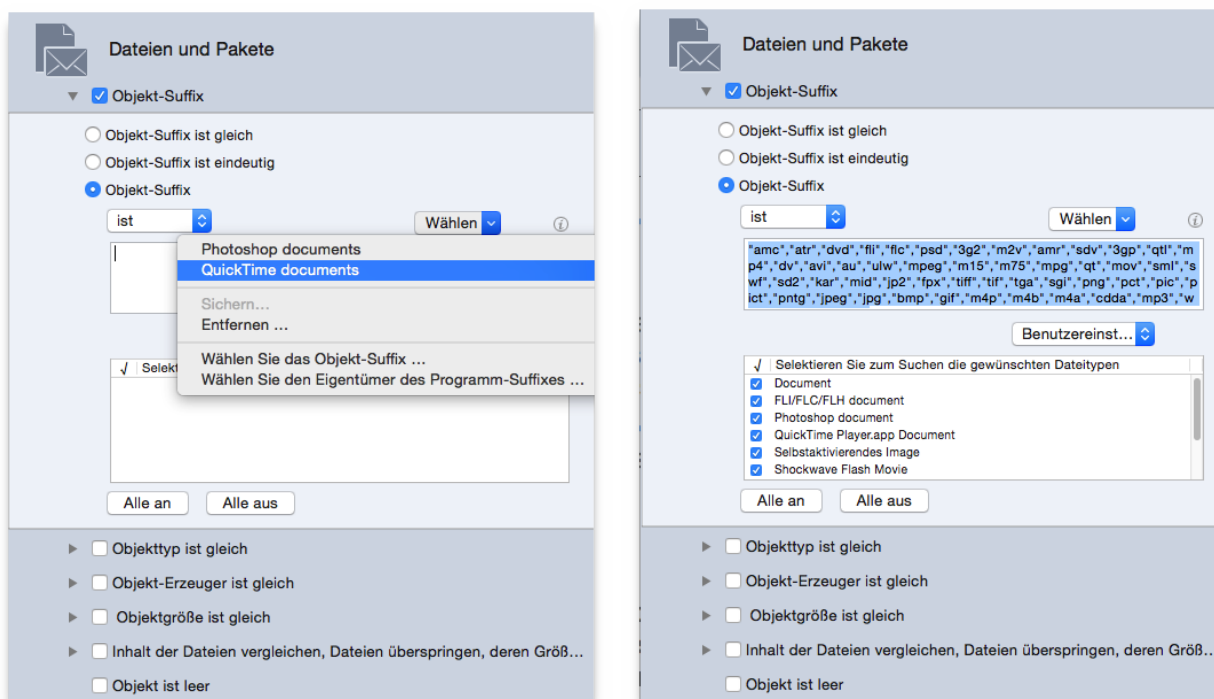 Dateien und Pakete
Objekt-Suffix
Objekt-Suffix ist gleich
Objekt-Suffix ist eindeutig
Objekt-Suffix
ist
Wählen
Photoshop documents
QuickTime documents
Sichern...
Entfernen ...
Wählen Sie das Objekt-Suffix ...
Wählen Sie den Eigentümer des Programm-Suffixes ...
√ Selekt
Alle an Alle aus
Objekttyp ist gleich
Objekt-Erzeuger ist gleich
Objektgröße ist gleich
Inhalt der Dateien vergleichen, Dateien überspringen, deren Größ...
Objekt ist leer
Dateien und Pakete
Objekt-Suffix
Objekt-Suffix ist gleich
Objekt-Suffix ist eindeutig
Objekt-Suffix
ist
Wählen
"amc","atr","dvd","fli","flc","psd","3g2","m2v","amr","sdv","3gp","qtl","m
p4","dv","avi","au","ulw","mpeg","m15","m75","mpg","qt","mov","sml","s
wf","sd2","kar","mid","jp2","fpx","tiff","tif","tga","sgi","png","pct","pic","p
ict","pntg","jpeg","jpg","bmp","gif","m4p","m4b","m4a","cdda","mp3","w
Benutzereinst...
√ Selektieren Sie zum Suchen die gewünschten Dateitypen
Document
FLI/FLC/FLH document
Photoshop document
QuickTime Player.app Document
Selbstaktivierendes Image
Shockwave Flash Movie
Alle an Alle aus
Objekttyp ist gleich
Objekt-Erzeuger ist gleich
Objektgröße ist gleich
Inhalt der Dateien vergleichen, Dateien überspringen, deren Größ...
Objekt ist leer